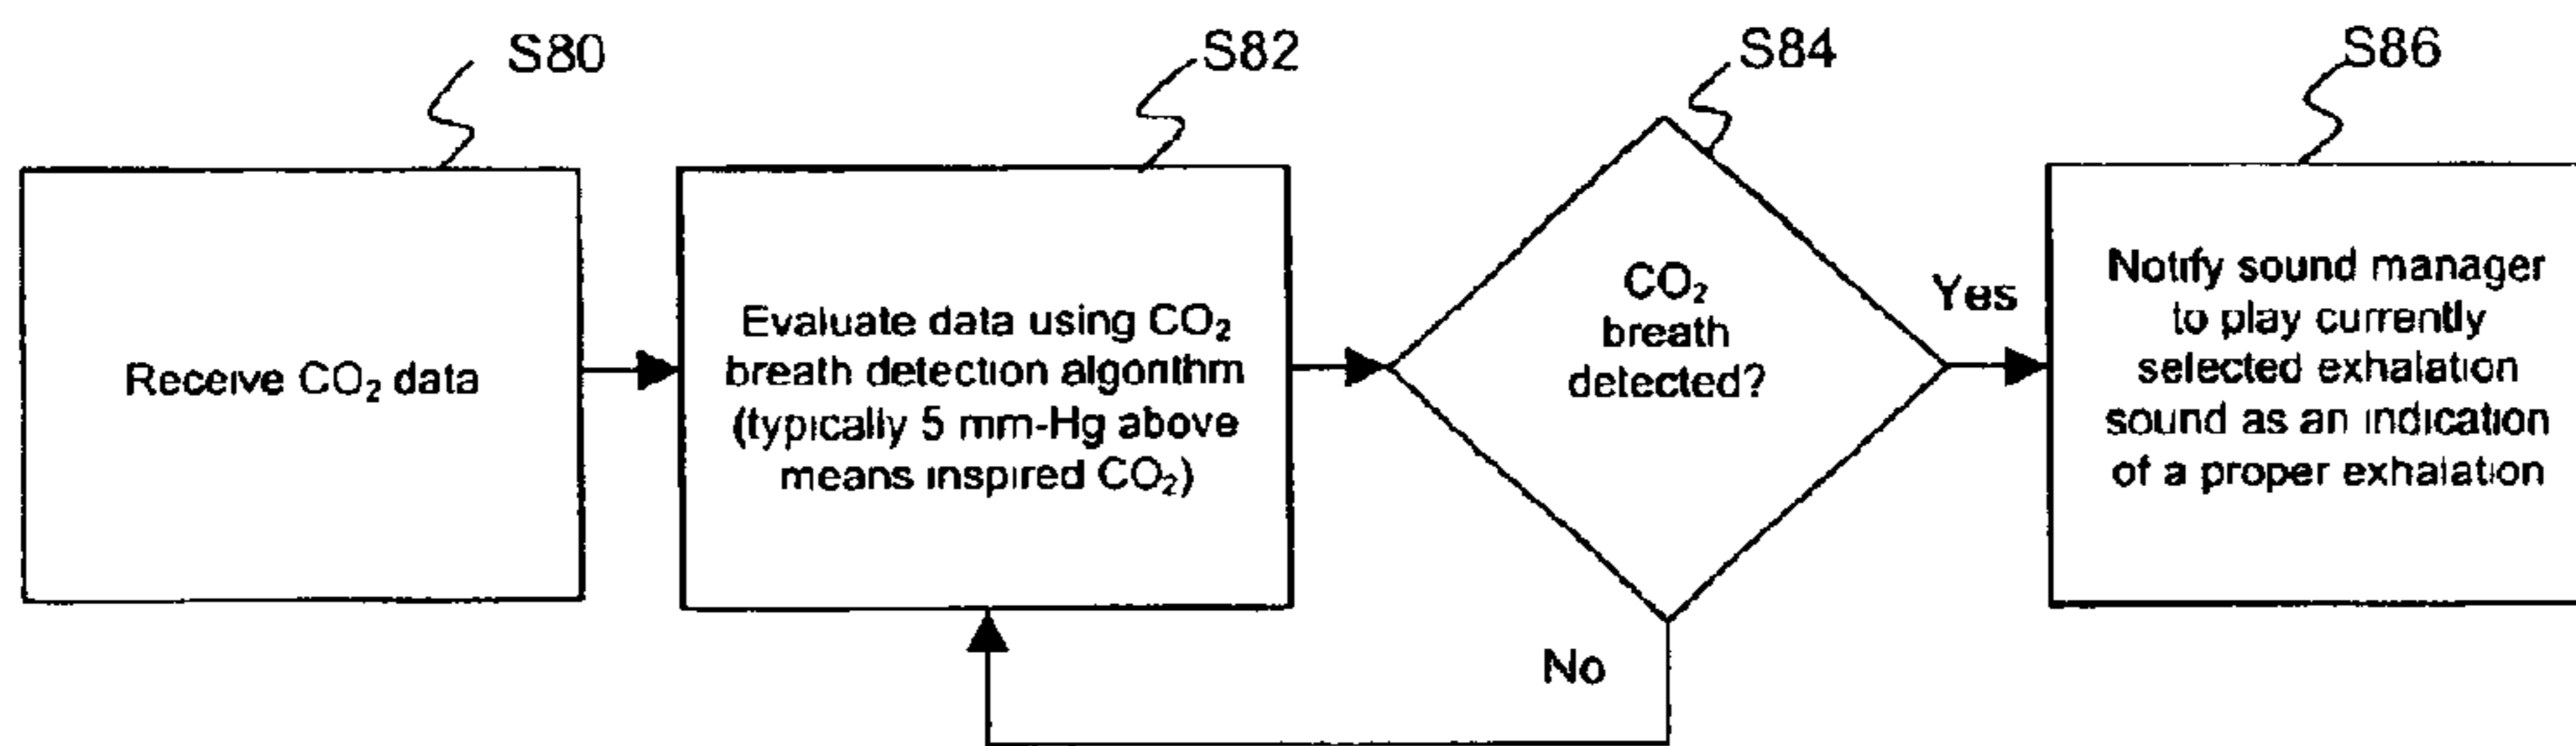 S80
S82
S84
S86
Receive CO₂ data
Evaluate data using CO₂
breath detection algorithm
(typically 5 mm-Hg above
means inspired CO₂)
CO₂
breath
detected?
Yes
No
Notify sound manager
to play currently
selected exhalation
sound as an indication
of a proper exhalation